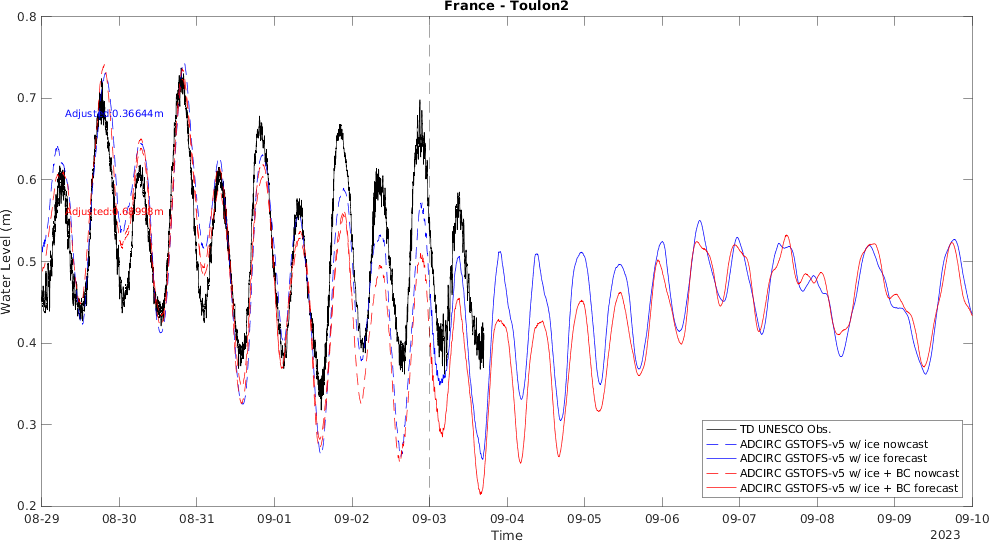 France - Toulon2
0.8
0.7
0.6
0.5
0.4
0.3
0.2
Water Level (m)
Adjusted:0.36644m
TD UNESCO Obs.
ADCIRC GSTOFS-v5 w/ ice nowcast
ADCIRC GSTOFS-v5 w/ ice forecast
ADCIRC GSTOFS-v5 w/ ice + BC nowcast
ADCIRC GSTOFS-v5 w/ ice + BC forecast
08-29 08-30 08-31 09-01 09-02 09-03 09-04 09-05 09-06 09-07 09-08 09-09 09-10
Time
2023